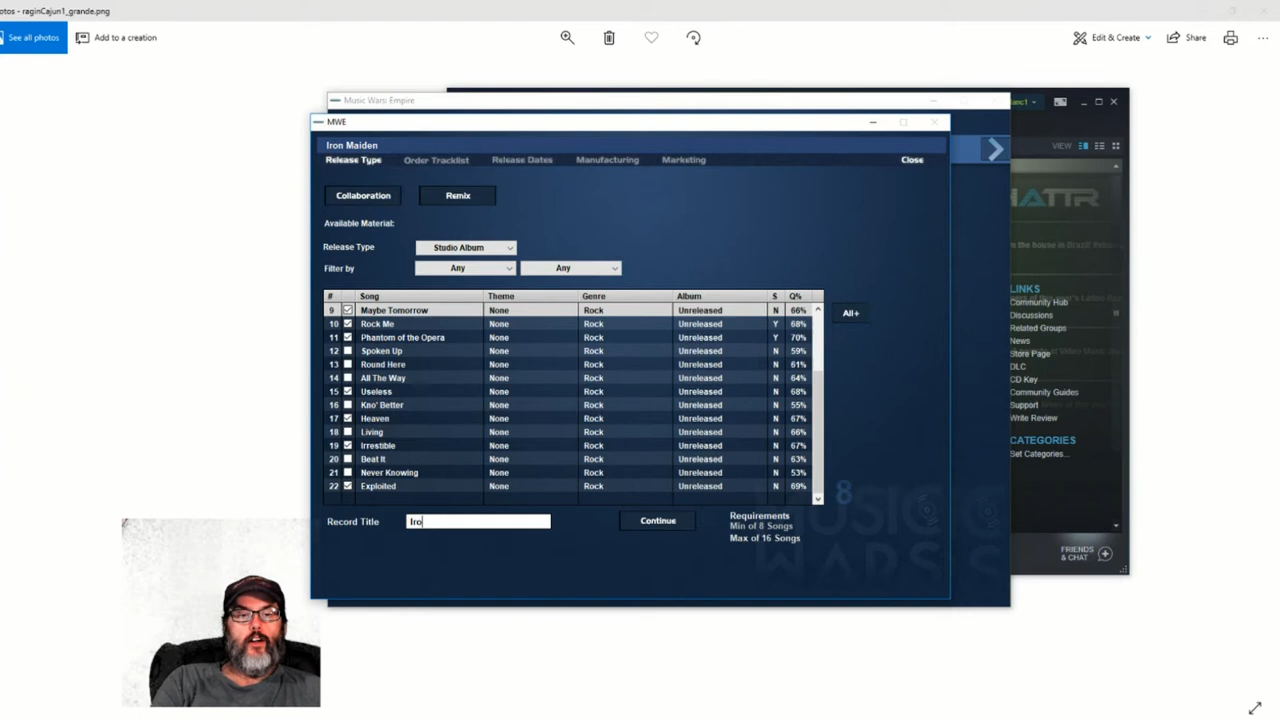 otos - raginCajun1_grande.png
See all photos
Add to a creation
Edit & Create
Share
Music Wars: Empire
anc1
MWE
Iron Maiden
Release Type Order Tracklist Release Dates Manufacturing Marketing Close
VIEW
Collaboration Remix
Available Material:
Release Type Studio Album
Filter by Any Any
# Song Theme Genre Album S Q%
9 Maybe Tomorrow None Rock Unreleased N 66%
10 Rock Me None Rock Unreleased Y 68%
11 Phantom of the Opera None Rock Unreleased Y 70%
12 Spoken Up None Rock Unreleased N 59%
13 Round Here None Rock Unreleased N 61%
14 All The Way None Rock Unreleased N 64%
15 Useless None Rock Unreleased N 68%
16 Kno' Better None Rock Unreleased N 55%
17 Heaven None Rock Unreleased N 67%
18 Living None Rock Unreleased N 66%
19 Irrestible None Rock Unreleased N 67%
20 Beat It None Rock Unreleased N 63%
21 Never Knowing None Rock Unreleased N 53%
22 Exploited None Rock Unreleased N 69%
All+
Record Title Iro
Continue
Requirements
Min of 8 Songs
Max of 16 Songs
8
MUSIC
WARS
HATTR
LINKS
Community Hub
Discussions
Related Groups
News
Store Page
DLC
CD Key
Community Guides
Support
Write Review
CATEGORIES
Set Categories...
FRIENDS
& CHAT